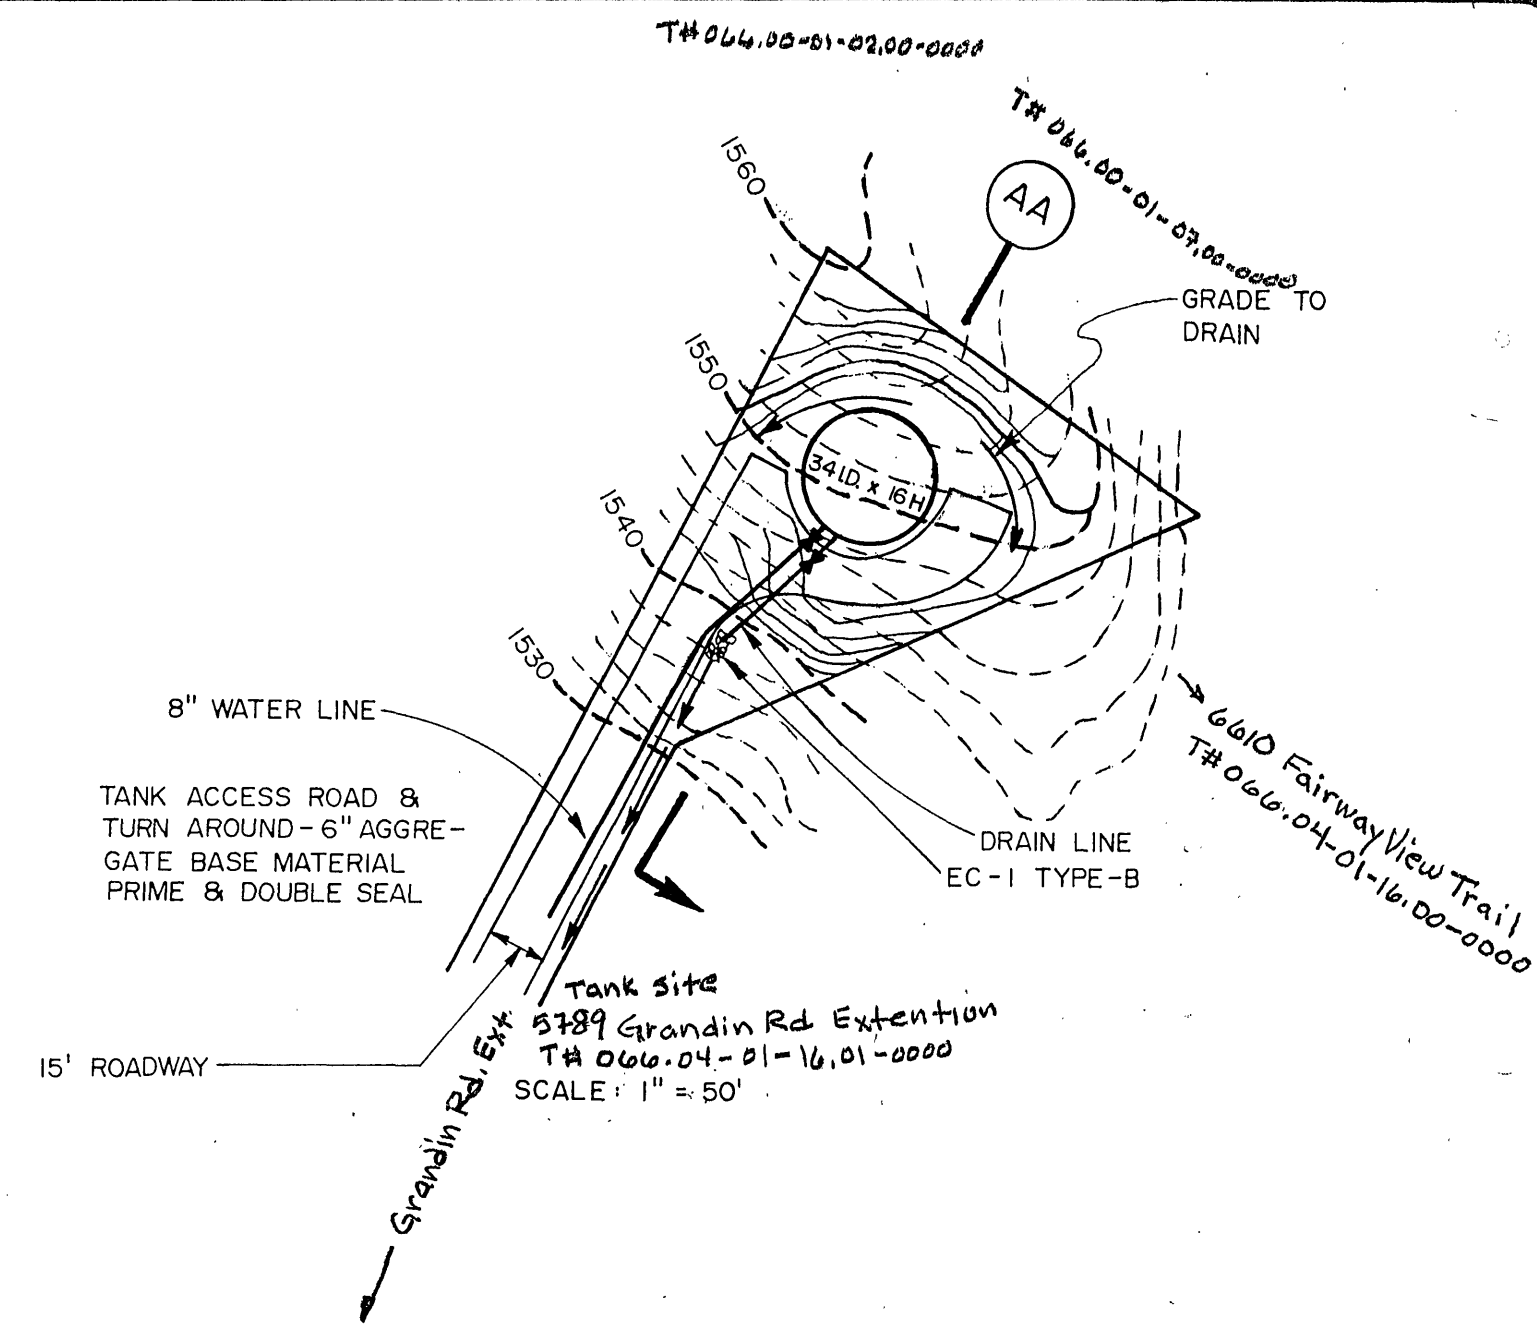 T# 066.00-01-02.00-0000
T# 066.00-01-07.00-0000
AA
1560
GRADE TO
DRAIN
1550
34 I.D. x 16 H
1540
1530
8" WATER LINE
6610 Fairway View Trail
T# 066.04-01-16.00-0000
TANK ACCESS ROAD &
TURN AROUND-6" AGGRE-
GATE BASE MATERIAL
PRIME & DOUBLE SEAL
DRAIN LINE
EC-1 TYPE-B
Tank Site
5789 Grandin Rd Extention
T# 066.04-01-16.01-0000
15' ROADWAY
SCALE: 1" = 50'
Grandin Rd. Ext.